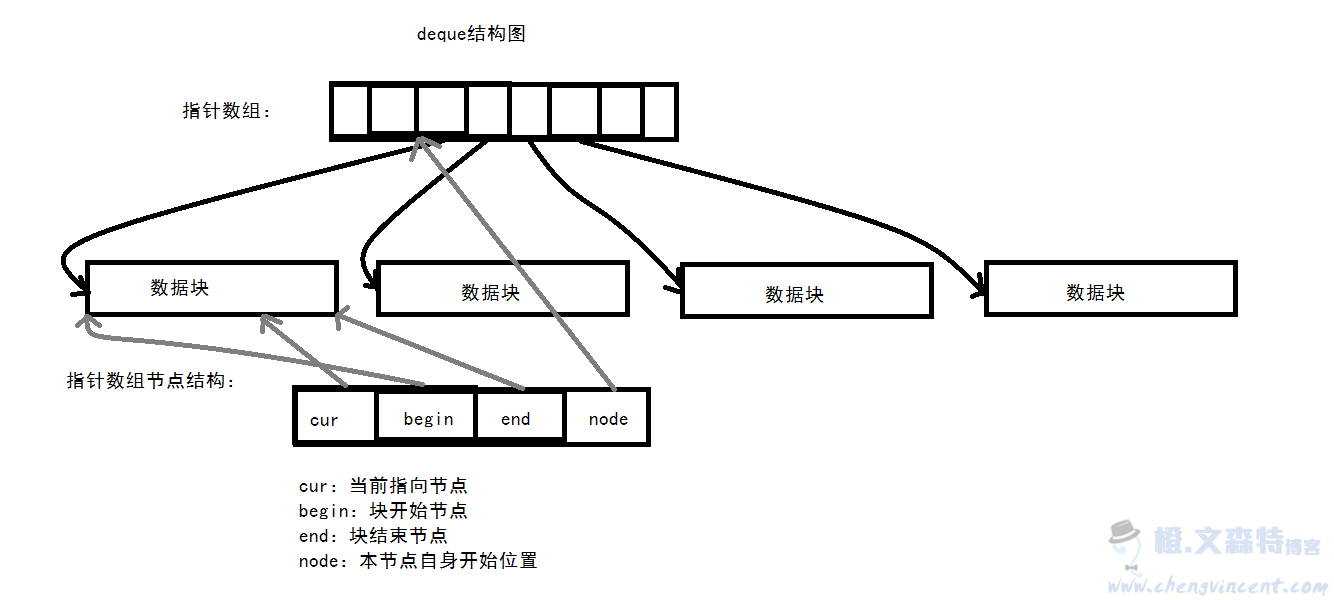 deque结构图
指针数组:
数据块
数据块
数据块
数据块
指针数组节点结构:
cur
begin
end
node
cur: 当前指向节点
begin: 块开始节点
end: 块结束节点
node: 本节点自身开始位置
橙.文森特博客
www.chengvincent.com